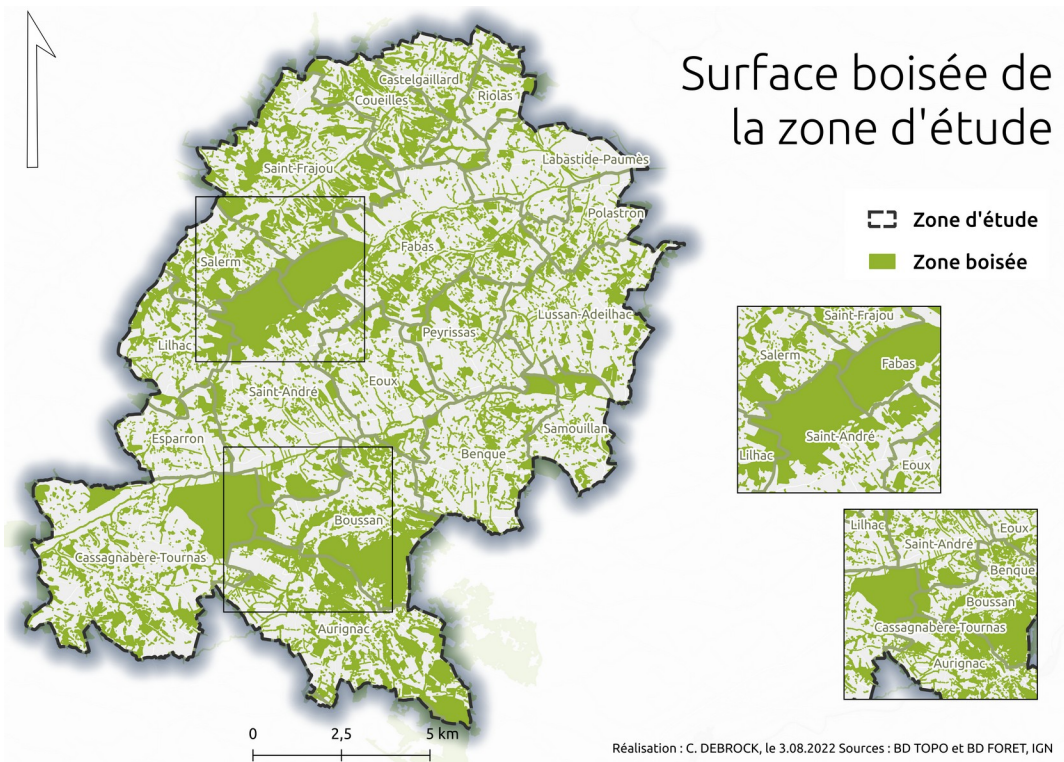 Surface boisée de
la zone d'étude
Zone d'étude
Zone boisée
Castelgaillard
Coueilles
Riolas
Labastide-Paumès
Saint-Frajou
Polastron
Fabas
Salerm
Lussan-Adeilhac
Peyrissas
Lilhac
Eoux
Saint-André
Samouillan
Esparron
Benque
Boussan
Cassagnabère-Tournas
Aurignac
Saint-Frajou
Salerm
Fabas
Saint-André
Lilhac
Eoux
Lilhac
Eoux
Saint-André
Benque
Boussan
Cassagnabère-Tournas
Aurignac
0 2,5 5 km
Réalisation : C. DEBROCK, le 3.08.2022 Sources : BD TOPO et BD FORET, IGN